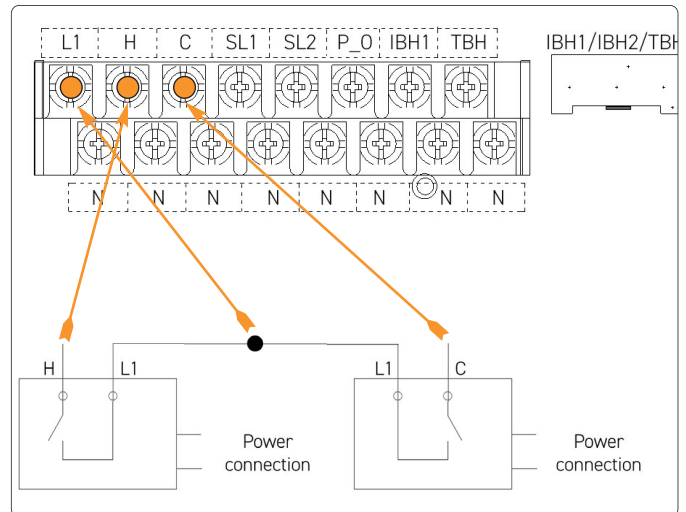 L1 H C SL1 SL2 P_O IBH1 TBH
IBH1/IBH2/TBH
N N N N N N N N
H L1
L1 C
Power
connection
Power
connection